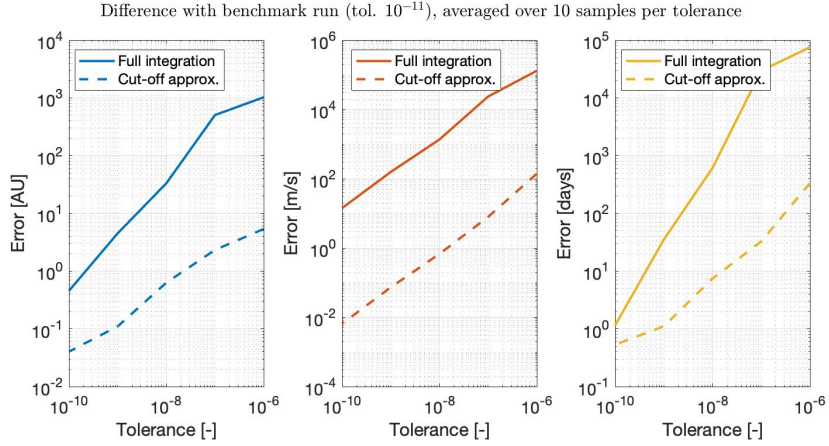 Difference with benchmark run (tol. 10⁻¹¹), averaged over 10 samples per tolerance
10⁴
10³
10²
10¹
10⁰
10⁻¹
10⁻²
Error [AU]
Full integration
Cut-off approx.
10⁻¹⁰
10⁻⁸
10⁻⁶
Tolerance [-]
10⁶
10⁴
10²
10⁰
10⁻²
10⁻⁴
Error [m/s]
Full integration
Cut-off approx.
10⁻¹⁰
10⁻⁸
10⁻⁶
Tolerance [-]
10⁵
10⁴
10³
10²
10¹
10⁰
10⁻¹
Error [days]
Full integration
Cut-off approx.
10⁻¹⁰
10⁻⁸
10⁻⁶
Tolerance [-]